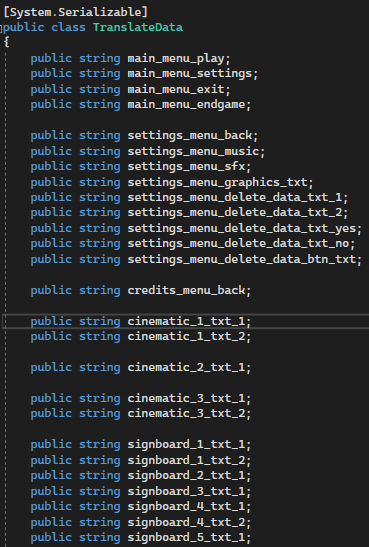 [System.Serializable]
public class TranslateData
{
public string main_menu_play;
public string main_menu_settings;
public string main_menu_exit;
public string main_menu_endgame;
public string settings_menu_back;
public string settings_menu_music;
public string settings_menu_sfx;
public string settings_menu_graphics_txt;
public string settings_menu_delete_data_txt_1;
public string settings_menu_delete_data_txt_2;
public string settings_menu_delete_data_txt_yes;
public string settings_menu_delete_data_txt_no;
public string settings_menu_delete_data_btn_txt;
public string credits_menu_back;
public string cinematic_1_txt_1;
public string cinematic_1_txt_2;
public string cinematic_2_txt_1;
public string cinematic_3_txt_1;
public string cinematic_3_txt_2;
public string signboard_1_txt_1;
public string signboard_1_txt_2;
public string signboard_2_txt_1;
public string signboard_3_txt_1;
public string signboard_4_txt_1;
public string signboard_4_txt_2;
public string signboard_5_txt_1;